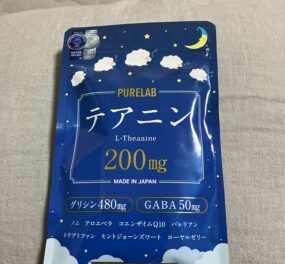 PURELAB
テアニン
L-Theanine
200mg
MADE IN JAPAN
グリシン480mg GABA50mg
ノニ アロエベラ コエンザイムQ10 バレリアン
トリプトファン セントジョーンズワート ローヤルゼリー